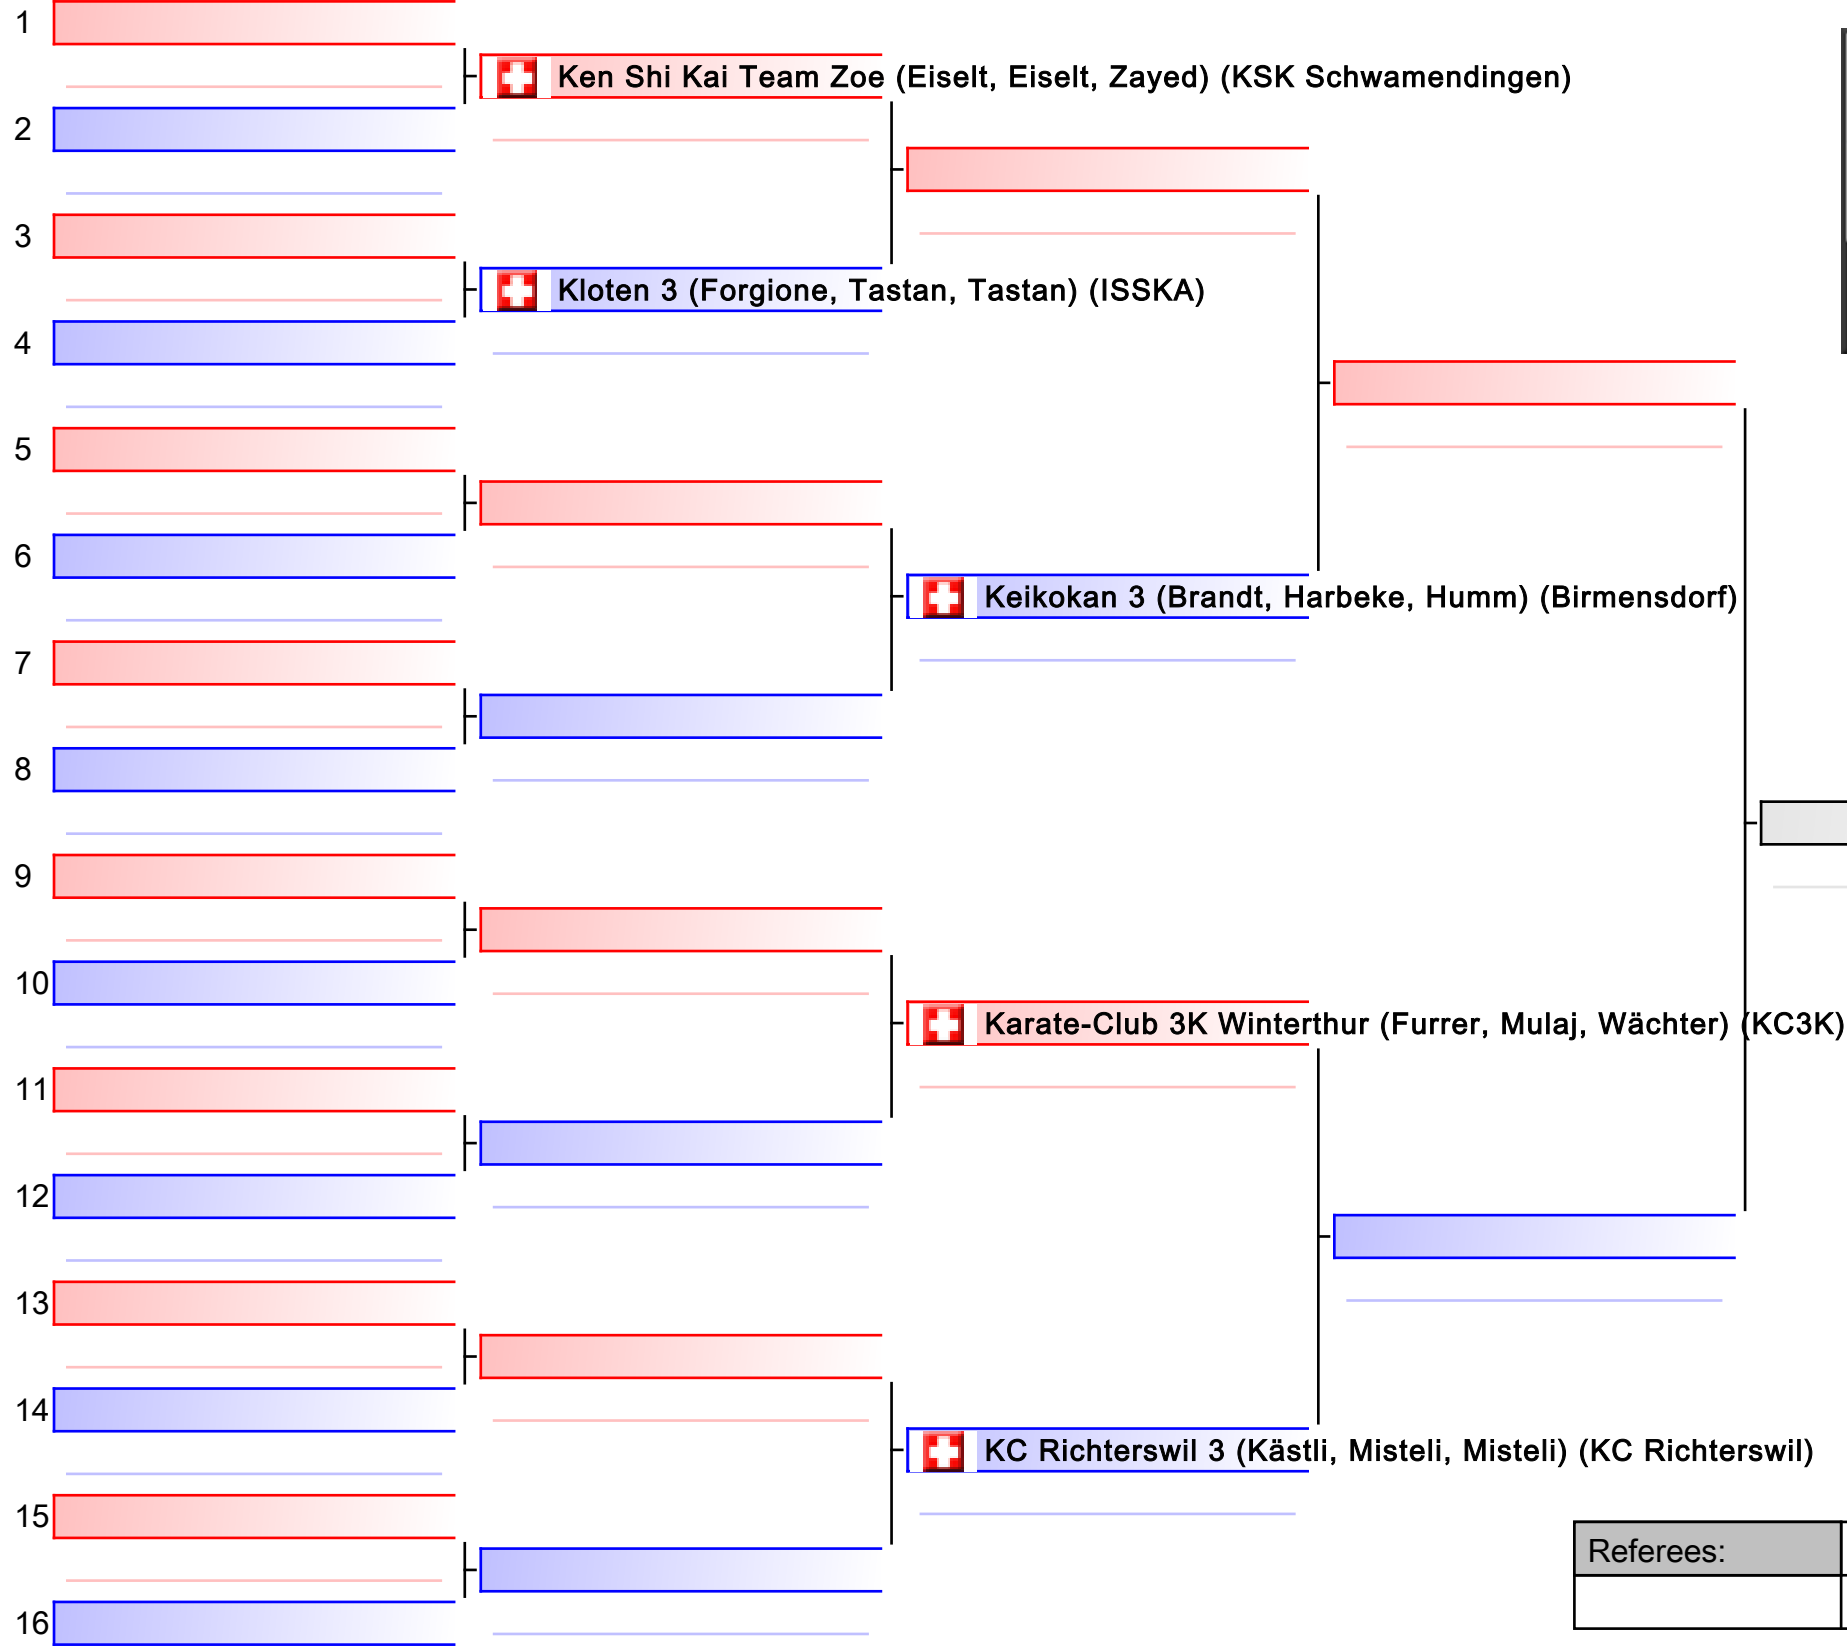 1
Ken Shi Kai Team Zoe (Eiselt, Eiselt, Zayed) (KSK Schwamendingen)
2
3
Kloten 3 (Forgione, Tastan, Tastan) (ISSKA)
4
5
6
Keikokan 3 (Brandt, Harbeke, Humm) (Birmensdorf)
7
8
9
10
Karate-Club 3K Winterthur (Furrer, Mulaj, Wächter) (KC3K)
11
12
13
14
KC Richterswil 3 (Kästli, Misteli, Misteli) (KC Richterswil)
15
Referees:
16